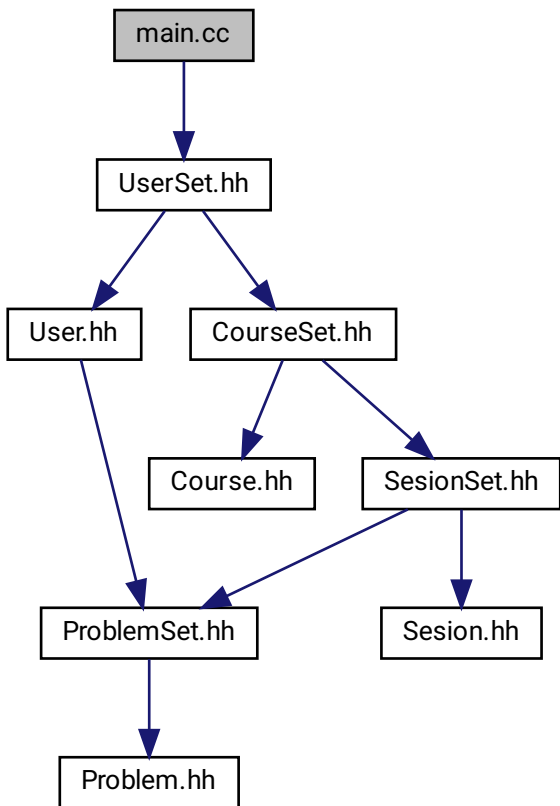 main.cc
UserSet.hh
User.hh
CourseSet.hh
Course.hh
SesionSet.hh
ProblemSet.hh
Sesion.hh
Problem.hh